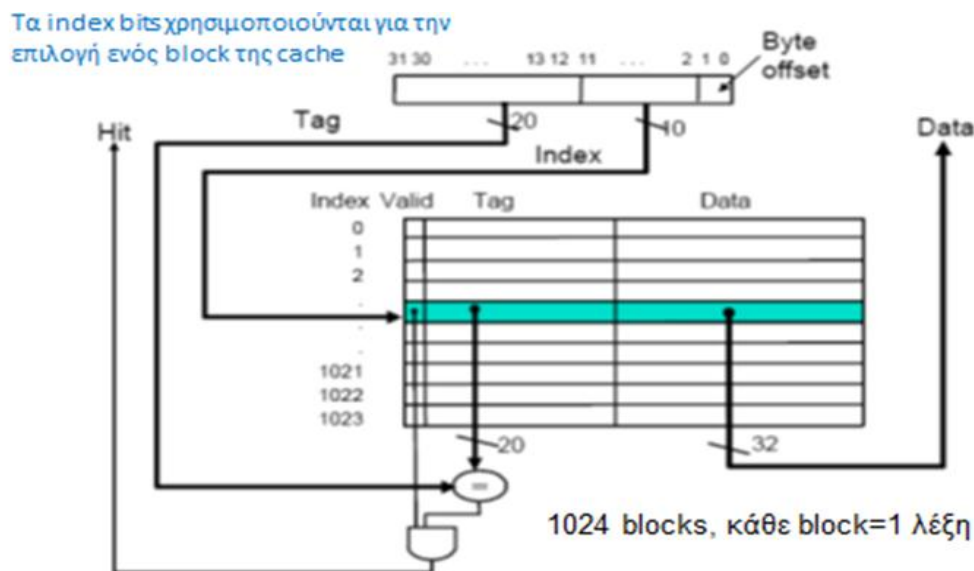 Τα index bits χρησιμοποιούνται για την
επιλογή ενός block της cache
Byte
offset
31 30 ... 13 12 11 ... 2 1 0
20
10
Tag
Index
Hit
Data
Index Valid Tag Data
0
1
2
.
.
.
1021
1022
1023
20
32
=
1024 blocks, κάθε block=1 λέξη